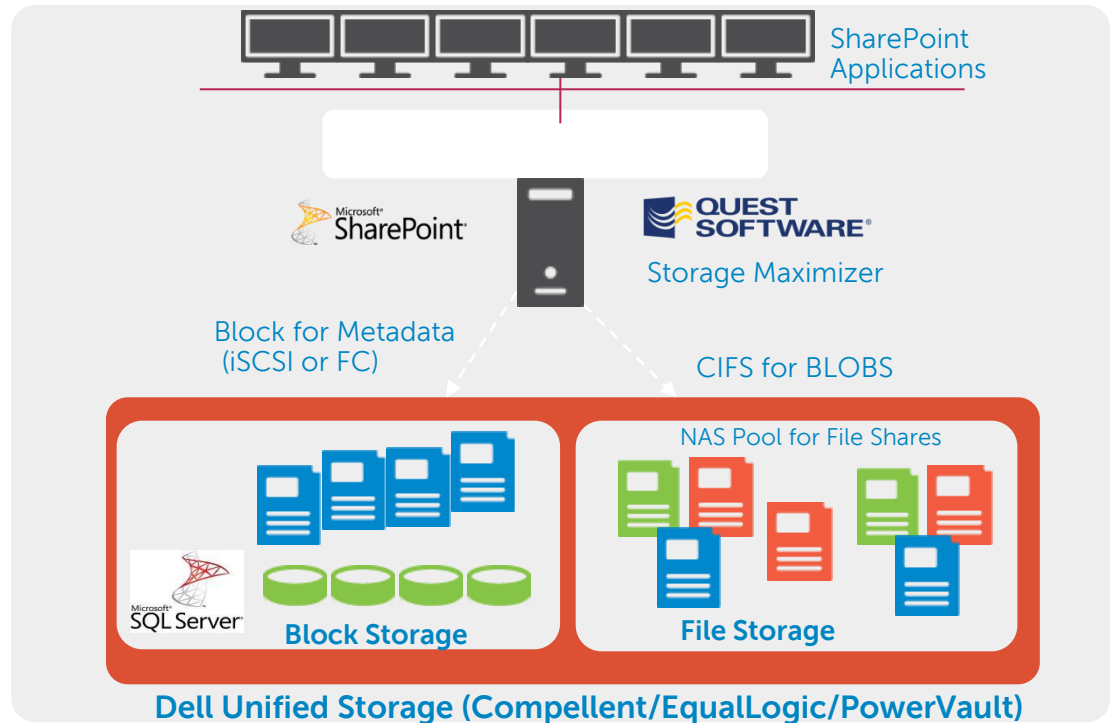 SharePoint
Applications
Microsoft®
SharePoint®
QUEST
SOFTWARE®
Storage Maximizer
Block for Metadata
(iSCSI or FC)
CIFS for BLOBS
NAS Pool for File Shares
Microsoft®
SQL Server®
Block Storage
File Storage
Dell Unified Storage (Compellent/EqualLogic/PowerVault)